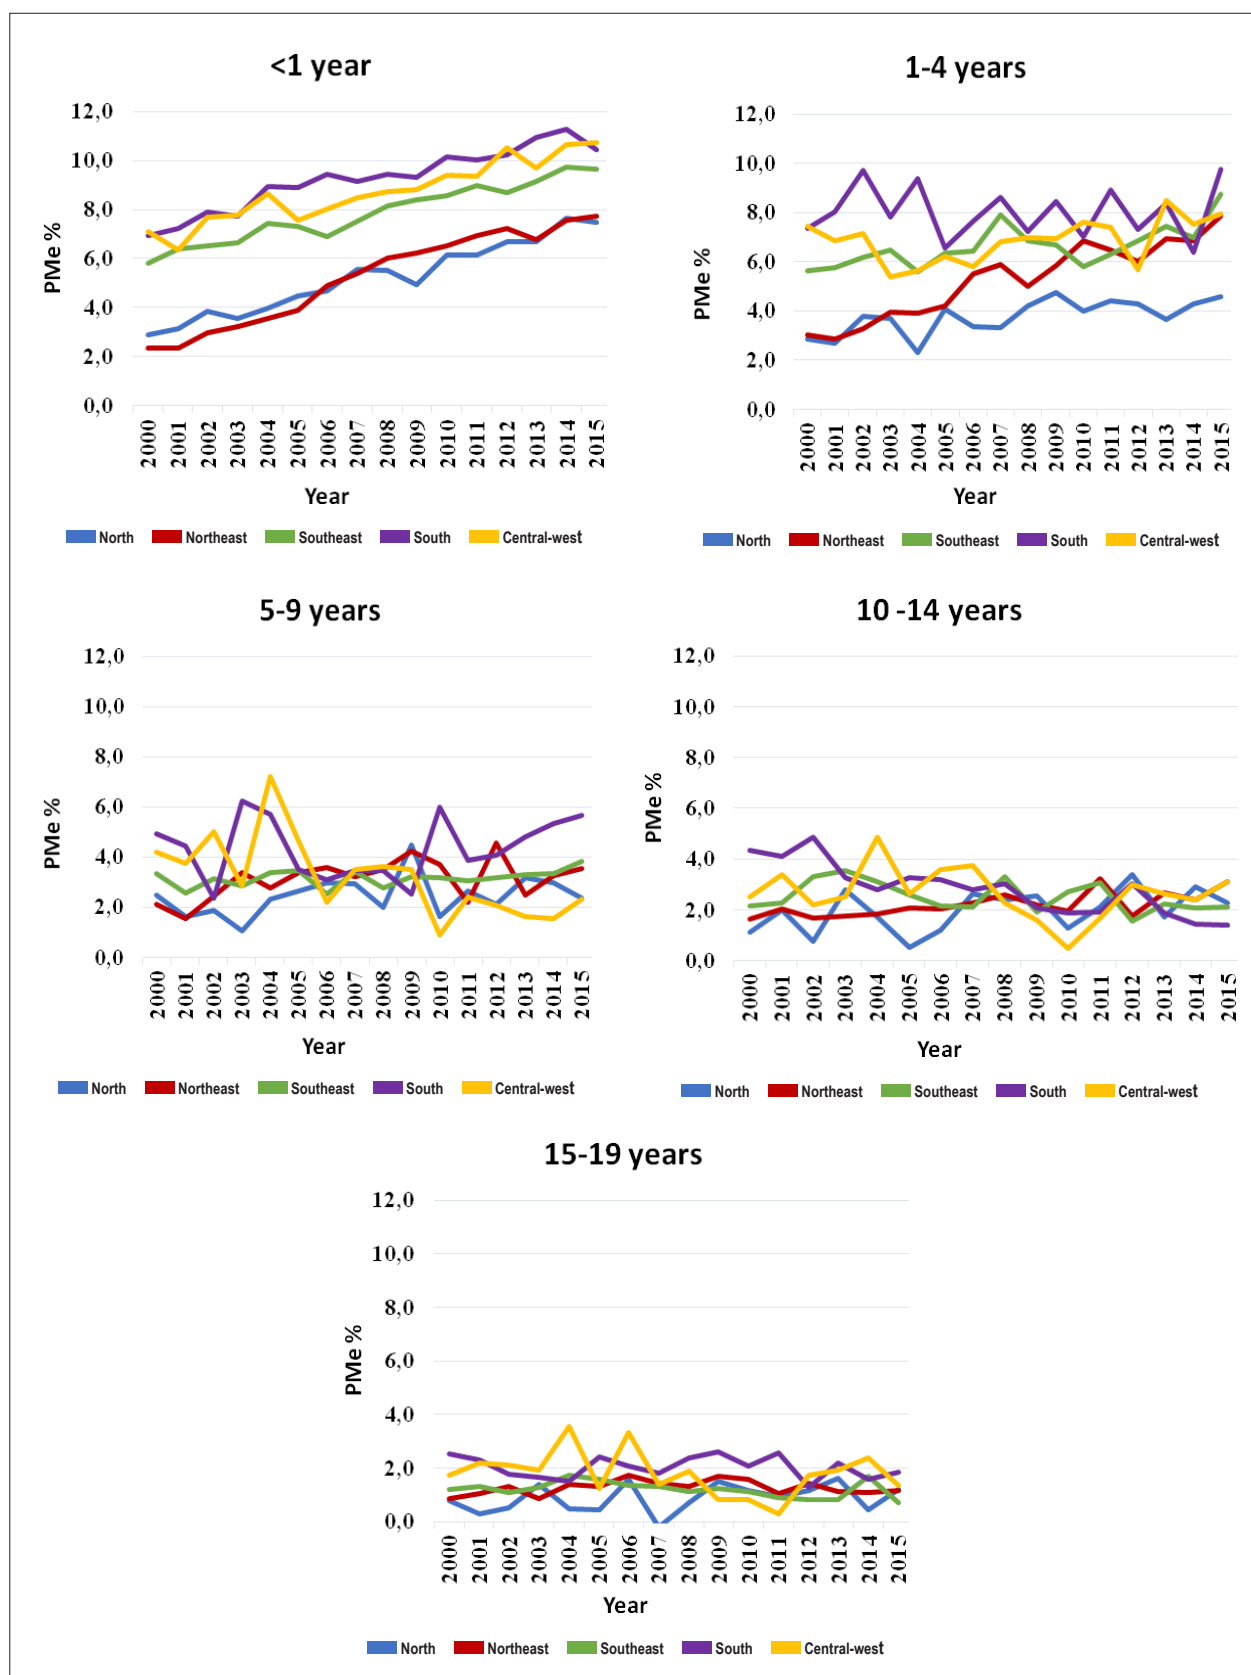 <1 year
12,0
10,0
8,0
6,0
4,0
2,0
0,0
PMe %
2000 2001 2002 2003 2004 2005 2006 2007 2008 2009 2010 2011 2012 2013 2014 2015
Year
North Northeast Southeast South Central-west
1-4 years
12,0
10,0
8,0
6,0
4,0
2,0
0,0
PMe %
2000 2001 2002 2003 2004 2005 2006 2007 2008 2009 2010 2011 2012 2013 2014 2015
Year
North Northeast Southeast South Central-west
5-9 years
12,0
10,0
8,0
6,0
4,0
2,0
0,0
PMe %
2000 2001 2002 2003 2004 2005 2006 2007 2008 2009 2010 2011 2012 2013 2014 2015
Year
North Northeast Southeast South Central-west
10 -14 years
12,0
10,0
8,0
6,0
4,0
2,0
0,0
PMe %
2000 2001 2002 2003 2004 2005 2006 2007 2008 2009 2010 2011 2012 2013 2014 2015
Year
North Northeast Southeast South Central-west
15-19 years
12,0
10,0
8,0
6,0
4,0
2,0
0,0
PMe %
2000 2001 2002 2003 2004 2005 2006 2007 2008 2009 2010 2011 2012 2013 2014 2015
Year
North Northeast Southeast South Central-west